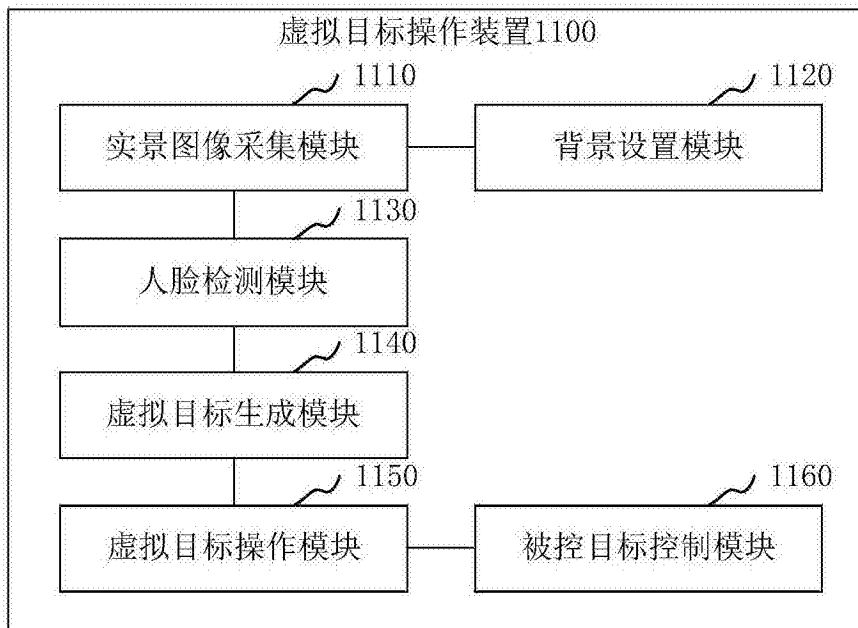 虚拟目标操作装置1100
1110
1120
实景图像采集模块
背景设置模块
1130
人脸检测模块
1140
虚拟目标生成模块
1150
1160
虚拟目标操作模块
被控目标控制模块